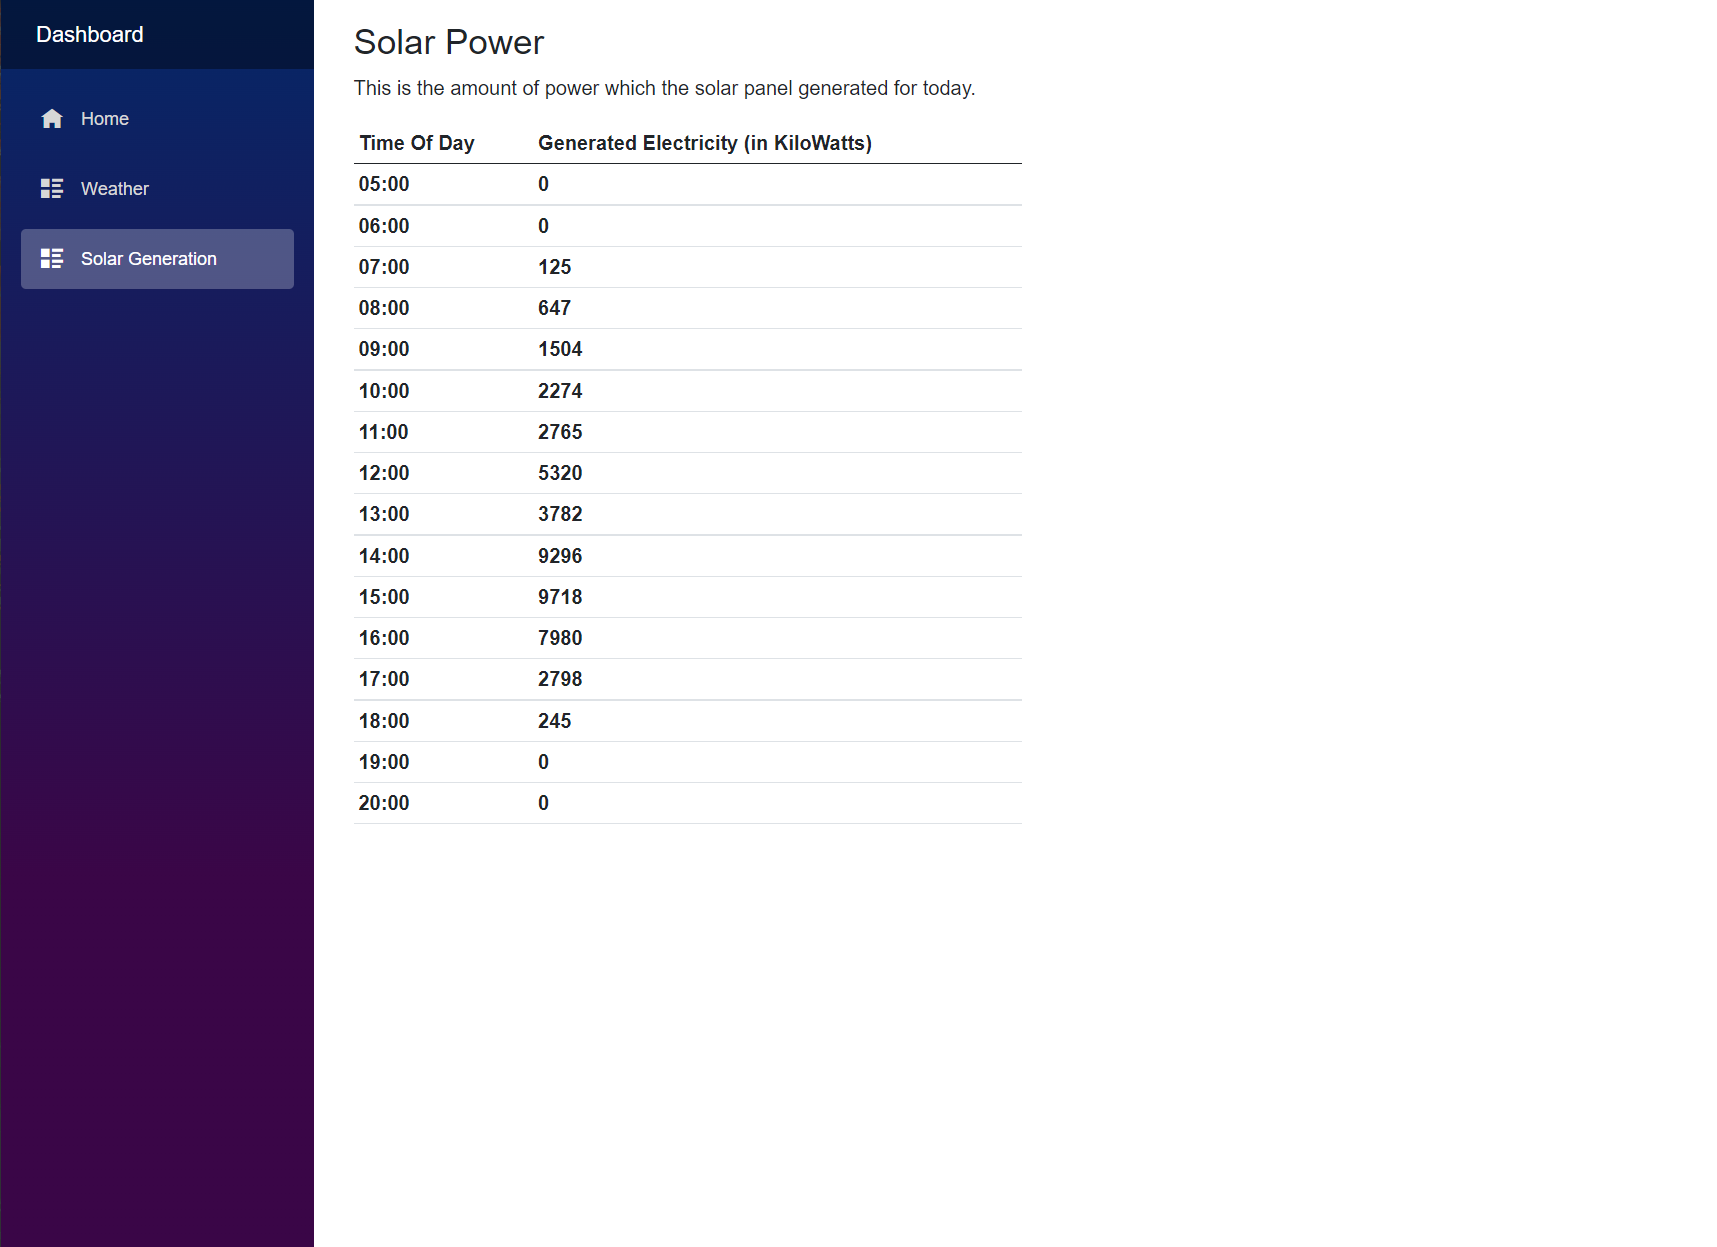 Dashboard
Home
Weather
Solar Generation
Solar Power
This is the amount of power which the solar panel generated for today.
Time Of Day Generated Electricity (in KiloWatts)
05:00 0
06:00 0
07:00 125
08:00 647
09:00 1504
10:00 2274
11:00 2765
12:00 5320
13:00 3782
14:00 9296
15:00 9718
16:00 7980
17:00 2798
18:00 245
19:00 0
20:00 0